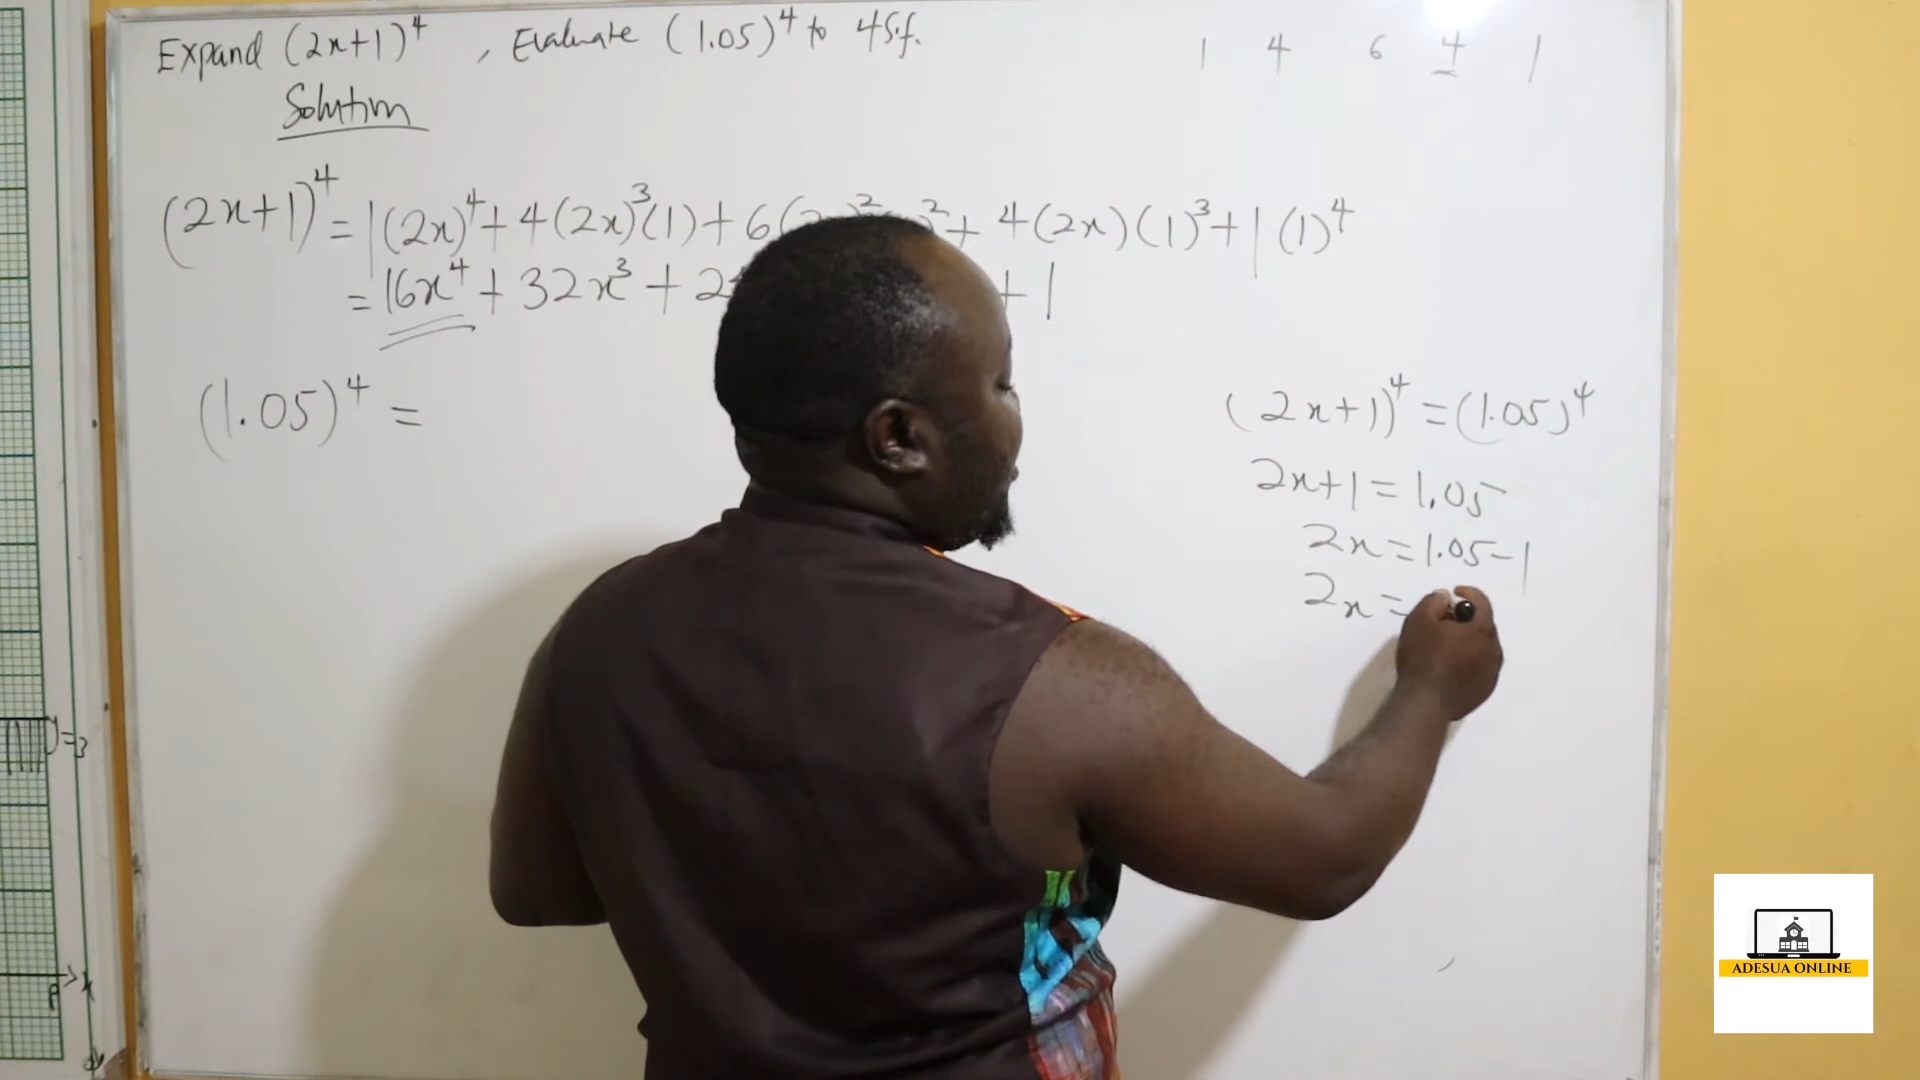 Expand (2x+1)⁴ , Evaluate (1.05)⁴ to 4s.f.
1 4 6 4 1
Solution
(2x+1)⁴ = 1(2x)⁴ + 4(2x)³(1) + 6( ² ² + 4(2x)(1)³ + 1(1)⁴
= 16x⁴ + 32x³ + 2 + 1
(1.05)⁴ =
(2x+1)⁴ = (1.05)⁴
2x+1 = 1.05
2x = 1.05 - 1
2x =
y=3
ADESUA ONLINE